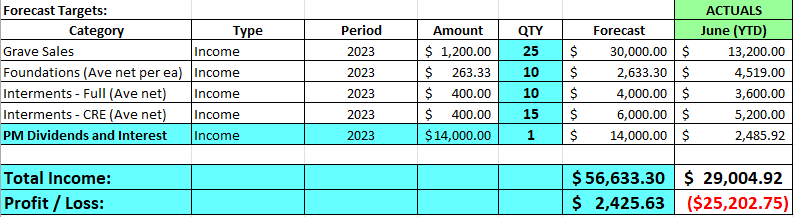 Forecast Targets: ACTUALS
Category Type Period Amount QTY Forecast June (YTD)
Grave Sales Income 2023 $ 1,200.00 25 $ 30,000.00 $ 13,200.00
Foundations (Ave net per ea) Income 2023 $ 263.33 10 $ 2,633.30 $ 4,519.00
Interments - Full (Ave net) Income 2023 $ 400.00 10 $ 4,000.00 $ 3,600.00
Interments - CRE (Ave net) Income 2023 $ 400.00 15 $ 6,000.00 $ 5,200.00
PM Dividends and Interest Income 2023 $14,000.00 1 $ 14,000.00 $ 2,485.92
Total Income: $56,633.30 $ 29,004.92
Profit / Loss: $ 2,425.63 ($25,202.75)